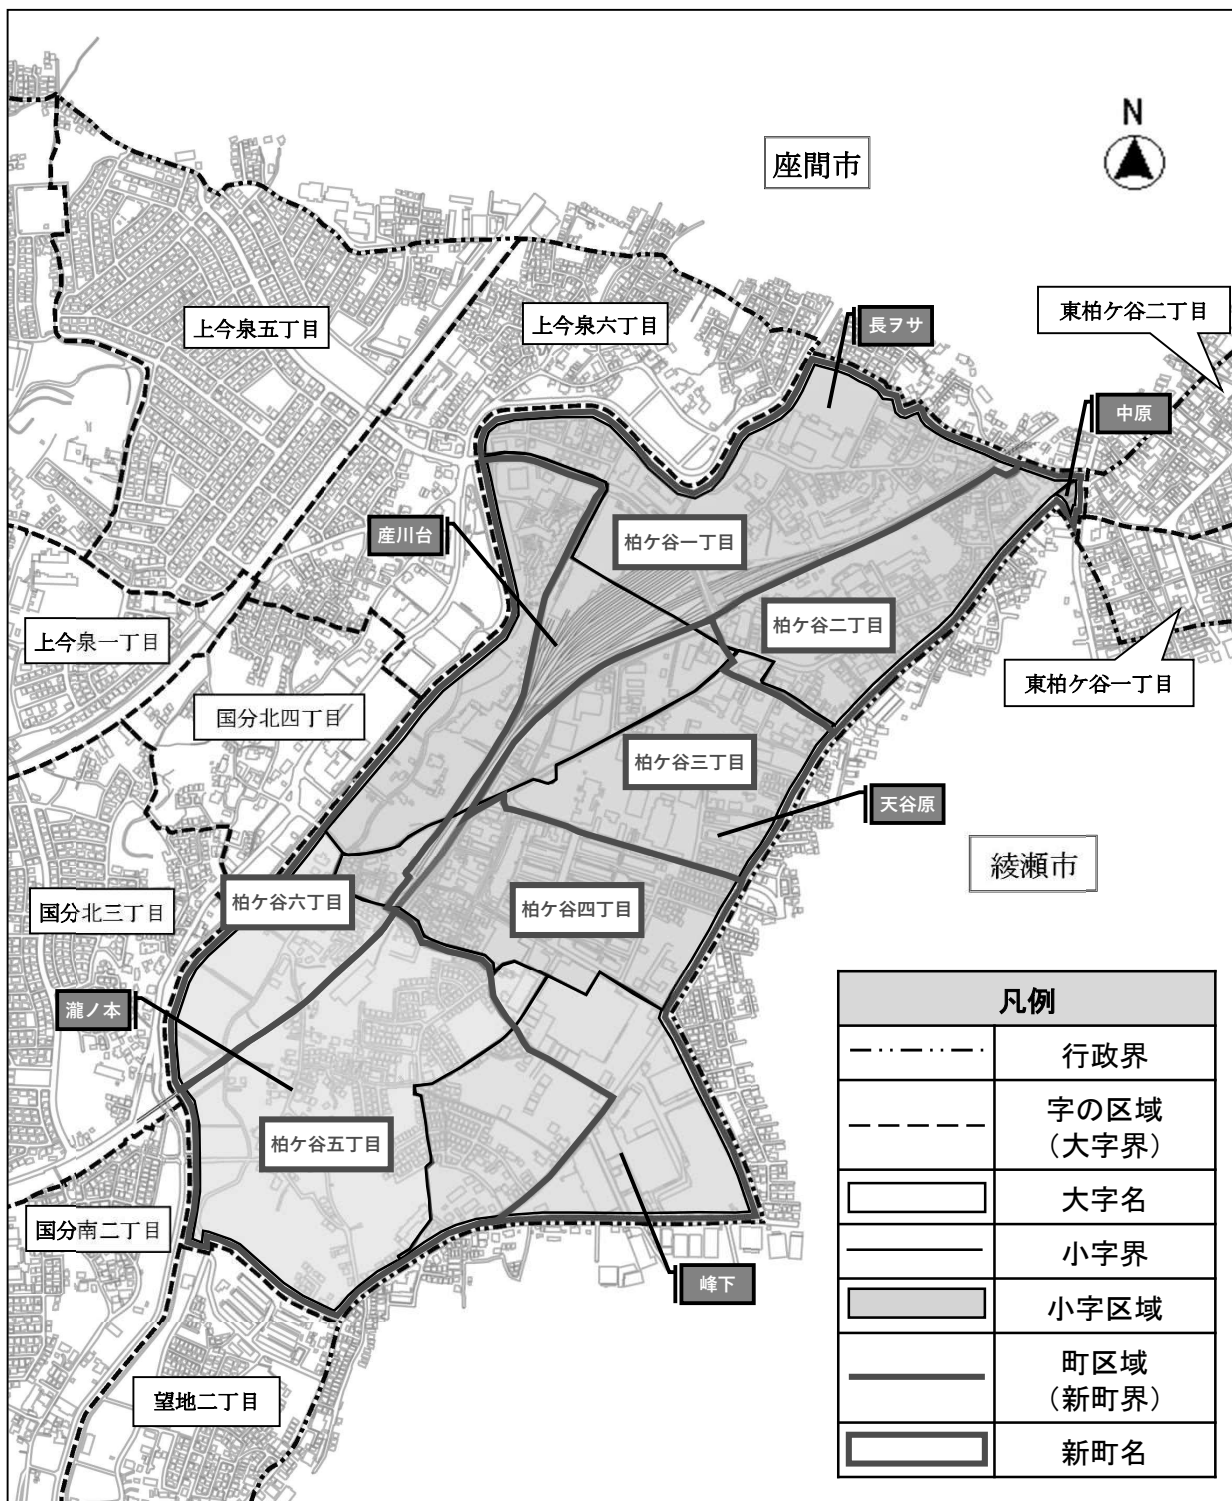 N
座間市
上今泉五丁目
上今泉六丁目
長ヲサ
東柏ケ谷二丁目
中原
産川台
柏ケ谷一丁目
柏ケ谷二丁目
上今泉一丁目
国分北四丁目
東柏ケ谷一丁目
柏ケ谷三丁目
天谷原
綾瀬市
国分北三丁目
柏ケ谷六丁目
柏ケ谷四丁目
瀧ノ本
柏ケ谷五丁目
国分南二丁目
峰下
望地二丁目
凡例
行政界
字の区域
（大字界）
大字名
小字界
小字区域
町区域
（新町界）
新町名